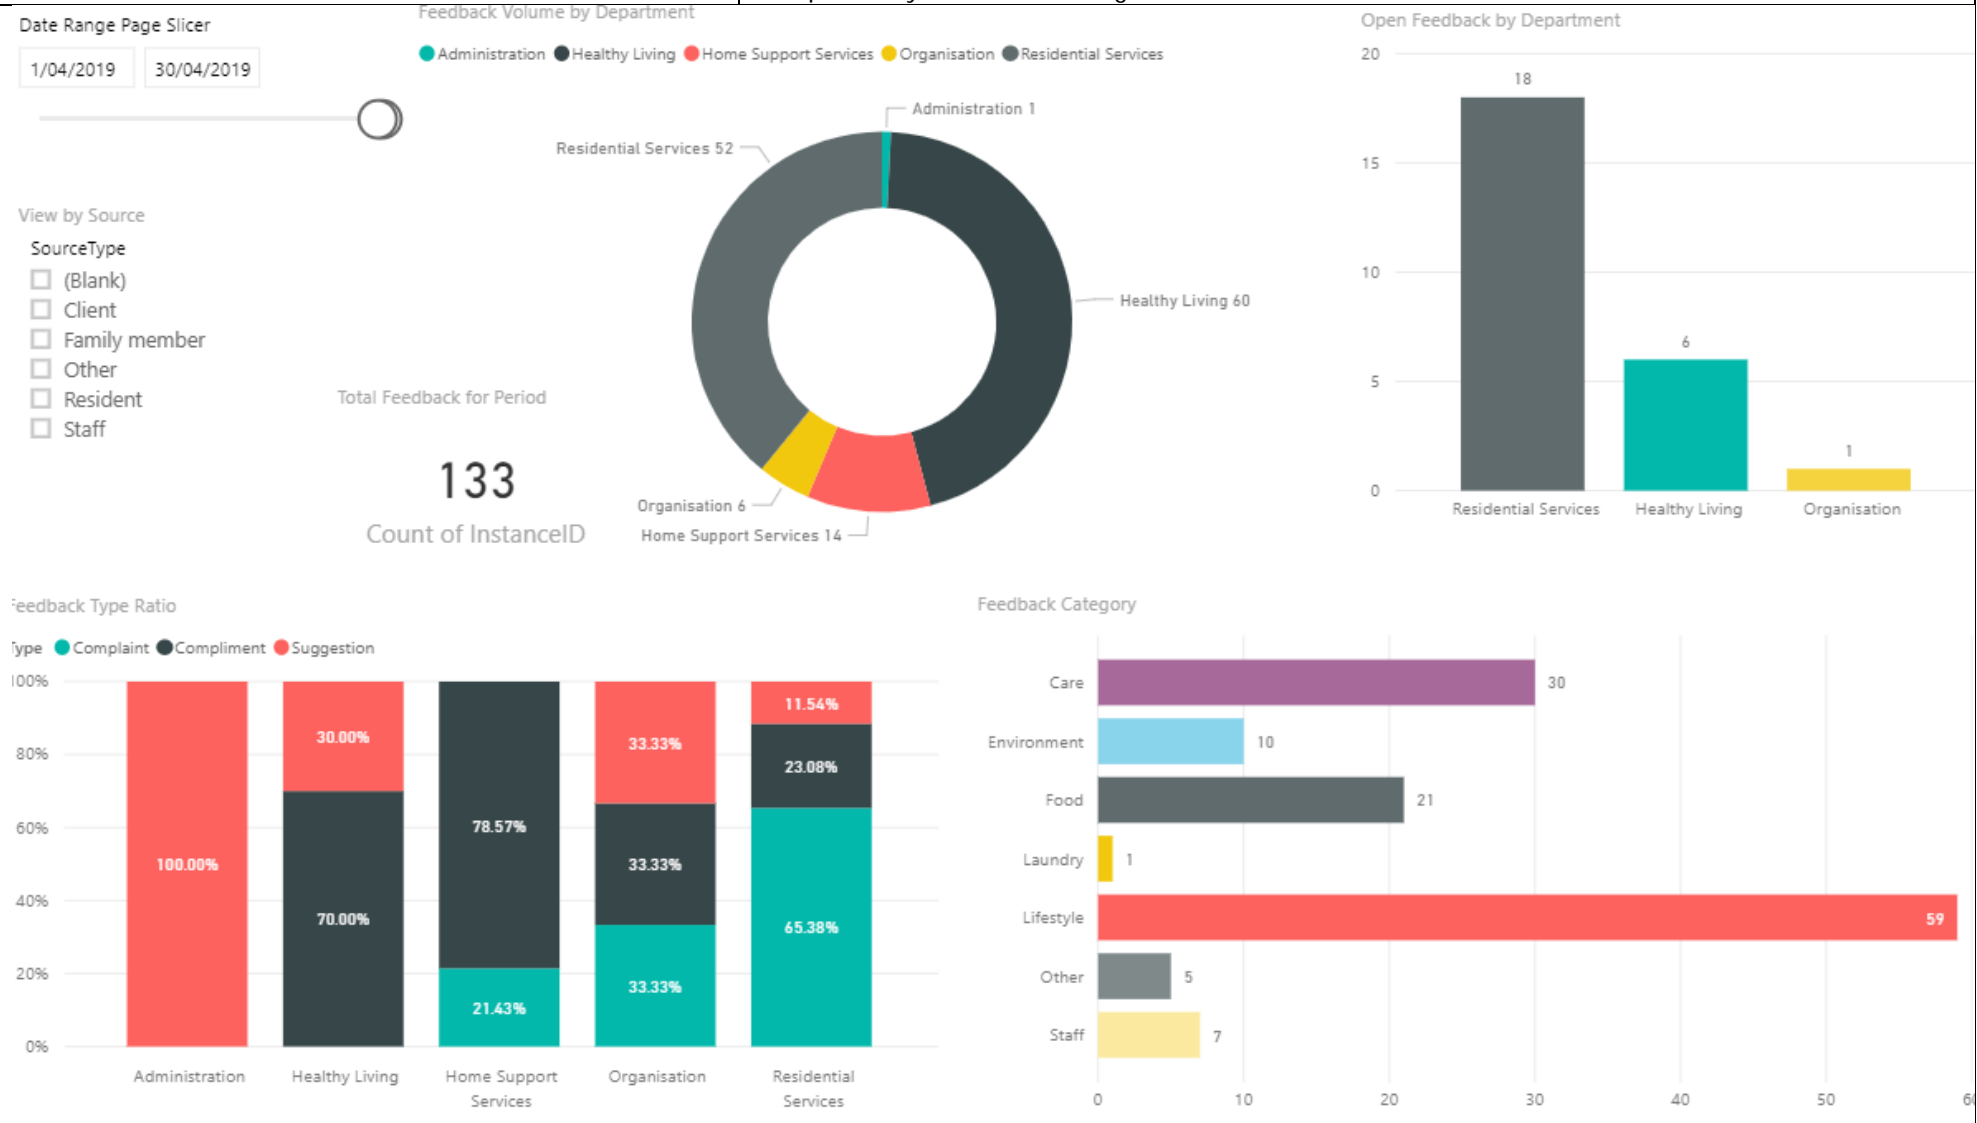 Date Range Page Slicer
1/04/2019 30/04/2019
View by Source
SourceType
(Blank)
Client
Family member
Other
Resident
Staff
Total Feedback for Period
133
Count of InstanceID
Feedback Volume by Department
Administration Healthy Living Home Support Services Organisation Residential Services
Administration 1
Residential Services 52
Healthy Living 60
Organisation 6
Home Support Services 14
Open Feedback by Department
20
18
15
10
6
5
1
0
Residential Services Healthy Living Organisation
Feedback Type Ratio
Type Complaint Compliment Suggestion
100%
80%
60%
40%
20%
0%
100.00%
30.00%
70.00%
78.57%
21.43%
33.33%
33.33%
33.33%
11.54%
23.08%
65.38%
Administration Healthy Living Home Support Services Organisation Residential Services
Feedback Category
Care 30
Environment 10
Food 21
Laundry 1
Lifestyle 59
Other 5
Staff 7
0 10 20 30 40 50 60